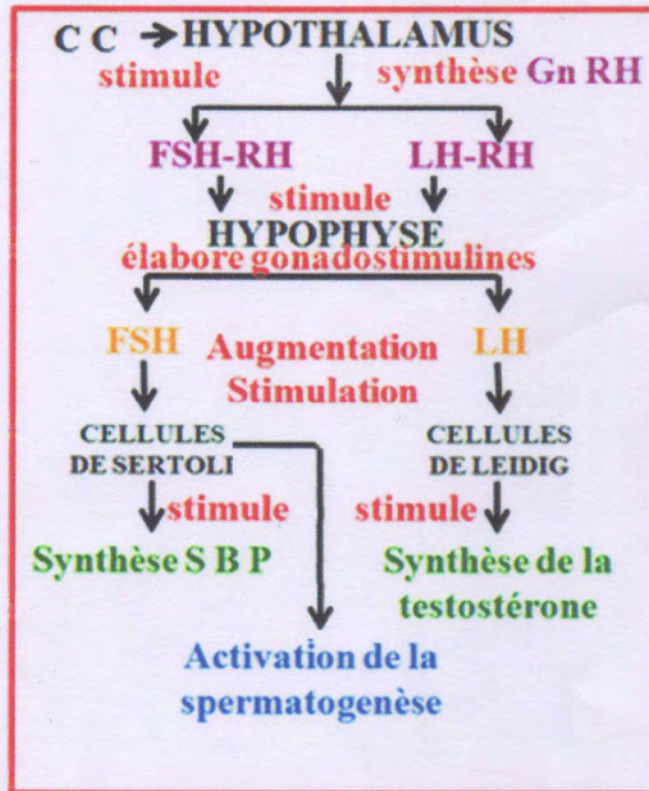 C C HYPOTHALAMUS
stimule synthèse Gn RH
FSH-RH LH-RH
stimule
HYPOPHYSE
élabore gonadostimulines
FSH Augmentation LH
Stimulation
CELLULES CELLULES
DE SERTOLI DE LEIDIG
stimule stimule
Synthèse S B P Synthèse de la
testostérone
Activation de la
spermatogenèse